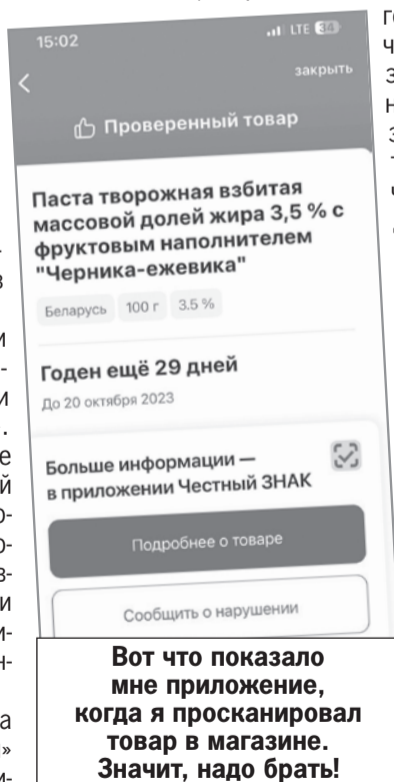 15:02
LTE 34
закрыть
Проверенный товар
Паста творожная взбитая
массовой долей жира 3,5 % с
фруктовым наполнителем
"Черника-ежевика"
Беларусь 100 г 3.5 %
Годен ещё 29 дней
До 20 октября 2023
Больше информации —
в приложении Честный ЗНАК
Подробнее о товаре
Сообщить о нарушении
Вот что показало
мне приложение,
когда я просканировал
товар в магазине.
Значит, надо брать!